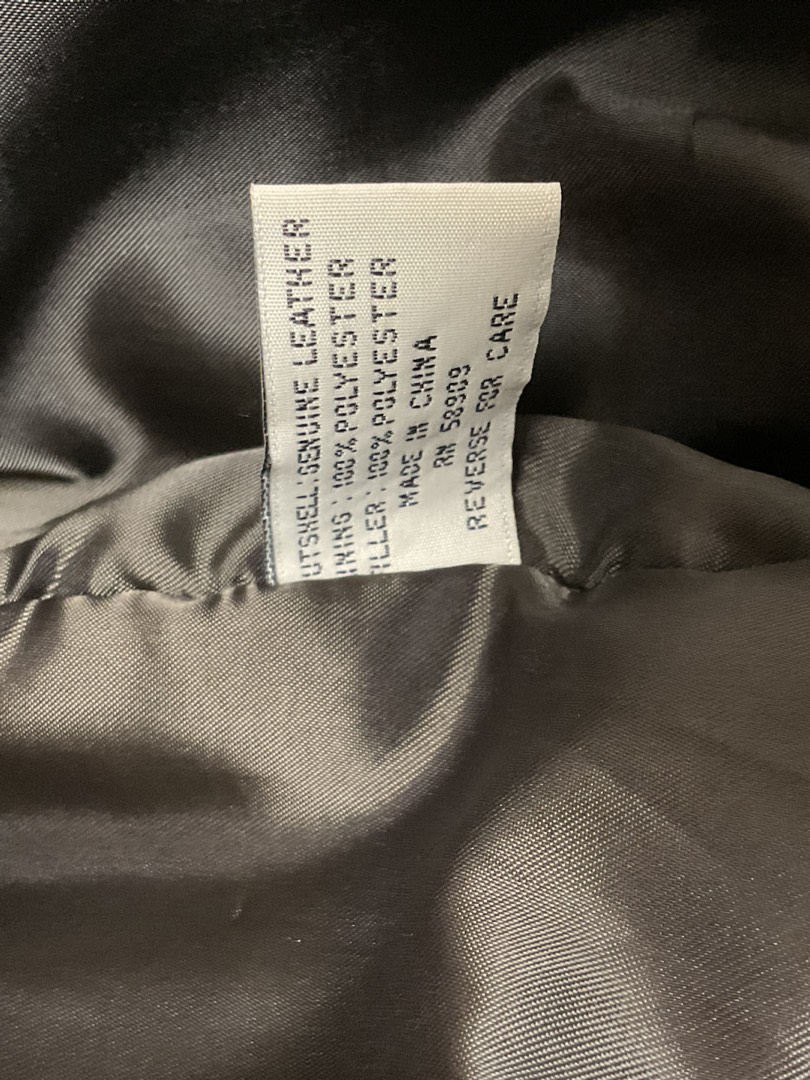 UTSHELL:GENUINE LEATHER
INING:100%POLYESTER
ILLER:100%POLYESTER
MADE IN CHINA
RN 58909
REVERSE FOR CARE